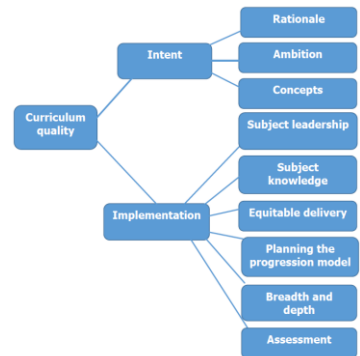 Rationale
Intent
Ambition
Concepts
Curriculum
quality
Subject leadership
Subject
knowledge
Implementation
Equitable delivery
Planning the
progression model
Breadth and
depth
Assessment